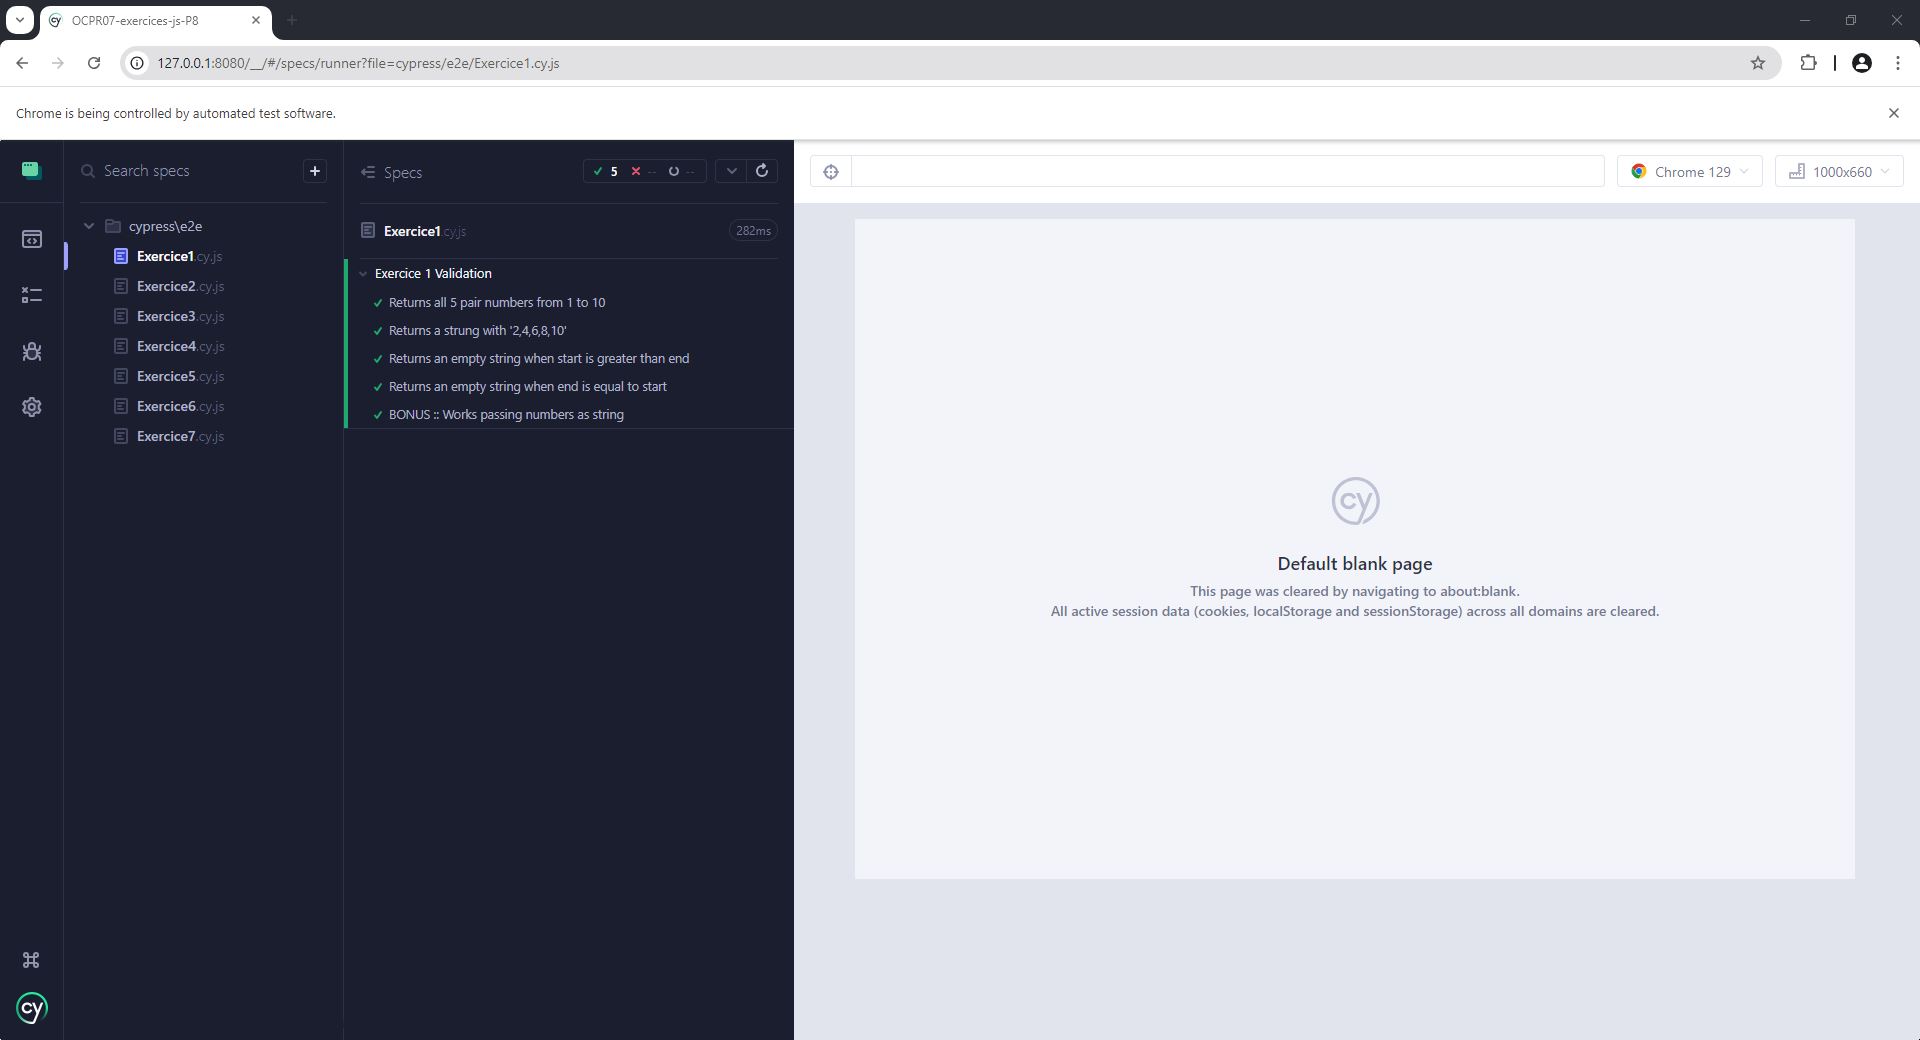 OCPR07-exercices-js-P8
127.0.0.1:8080/__/#/specs/runner?file=cypress/e2e/Exercice1.cy.js
Chrome is being controlled by automated test software.
Search specs
cypress\e2e
Exercice1.cy.js
Exercice2.cy.js
Exercice3.cy.js
Exercice4.cy.js
Exercice5.cy.js
Exercice6.cy.js
Exercice7.cy.js
cy
Specs
5 -- --
Exercice1.cy.js 282ms
Exercice 1 Validation
Returns all 5 pair numbers from 1 to 10
Returns a strung with '2,4,6,8,10'
Returns an empty string when start is greater than end
Returns an empty string when end is equal to start
BONUS :: Works passing numbers as string
Chrome 129
1000x660
cy
Default blank page
This page was cleared by navigating to about:blank.
All active session data (cookies, localStorage and sessionStorage) across all domains are cleared.